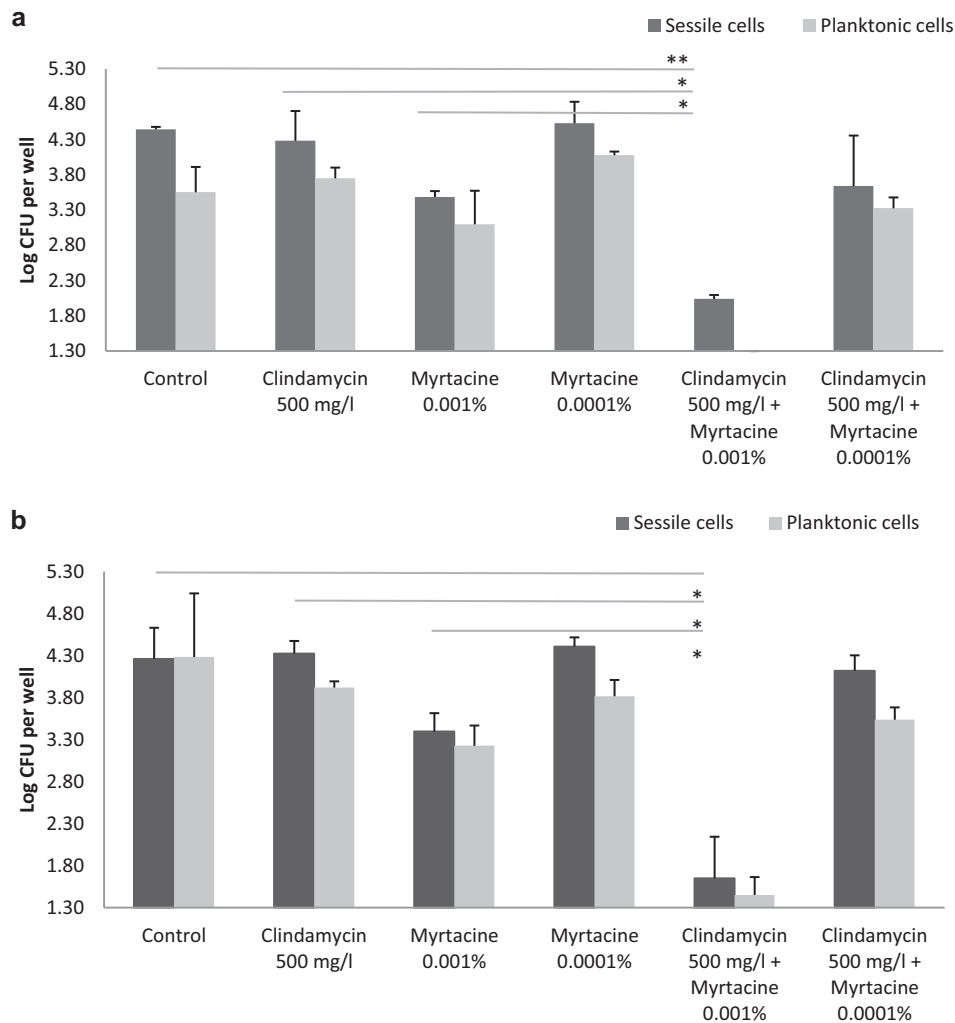 a
Sessile cells Planktonic cells
5.30
4.80
4.30
3.80
3.30
2.80
2.30
1.80
1.30
Log CFU per well
**
*
*
Control Clindamycin Myrtacine Myrtacine Clindamycin Clindamycin
500 mg/l 0.001% 0.0001% 500 mg/l + 500 mg/l +
Myrtacine Myrtacine
0.001% 0.0001%
b
Sessile cells Planktonic cells
5.30
4.80
4.30
3.80
3.30
2.80
2.30
1.80
1.30
Log CFU per well
*
*
*
Control Clindamycin Myrtacine Myrtacine Clindamycin Clindamycin
500 mg/l 0.001% 0.0001% 500 mg/l + 500 mg/l +
Myrtacine Myrtacine
0.001% 0.0001%